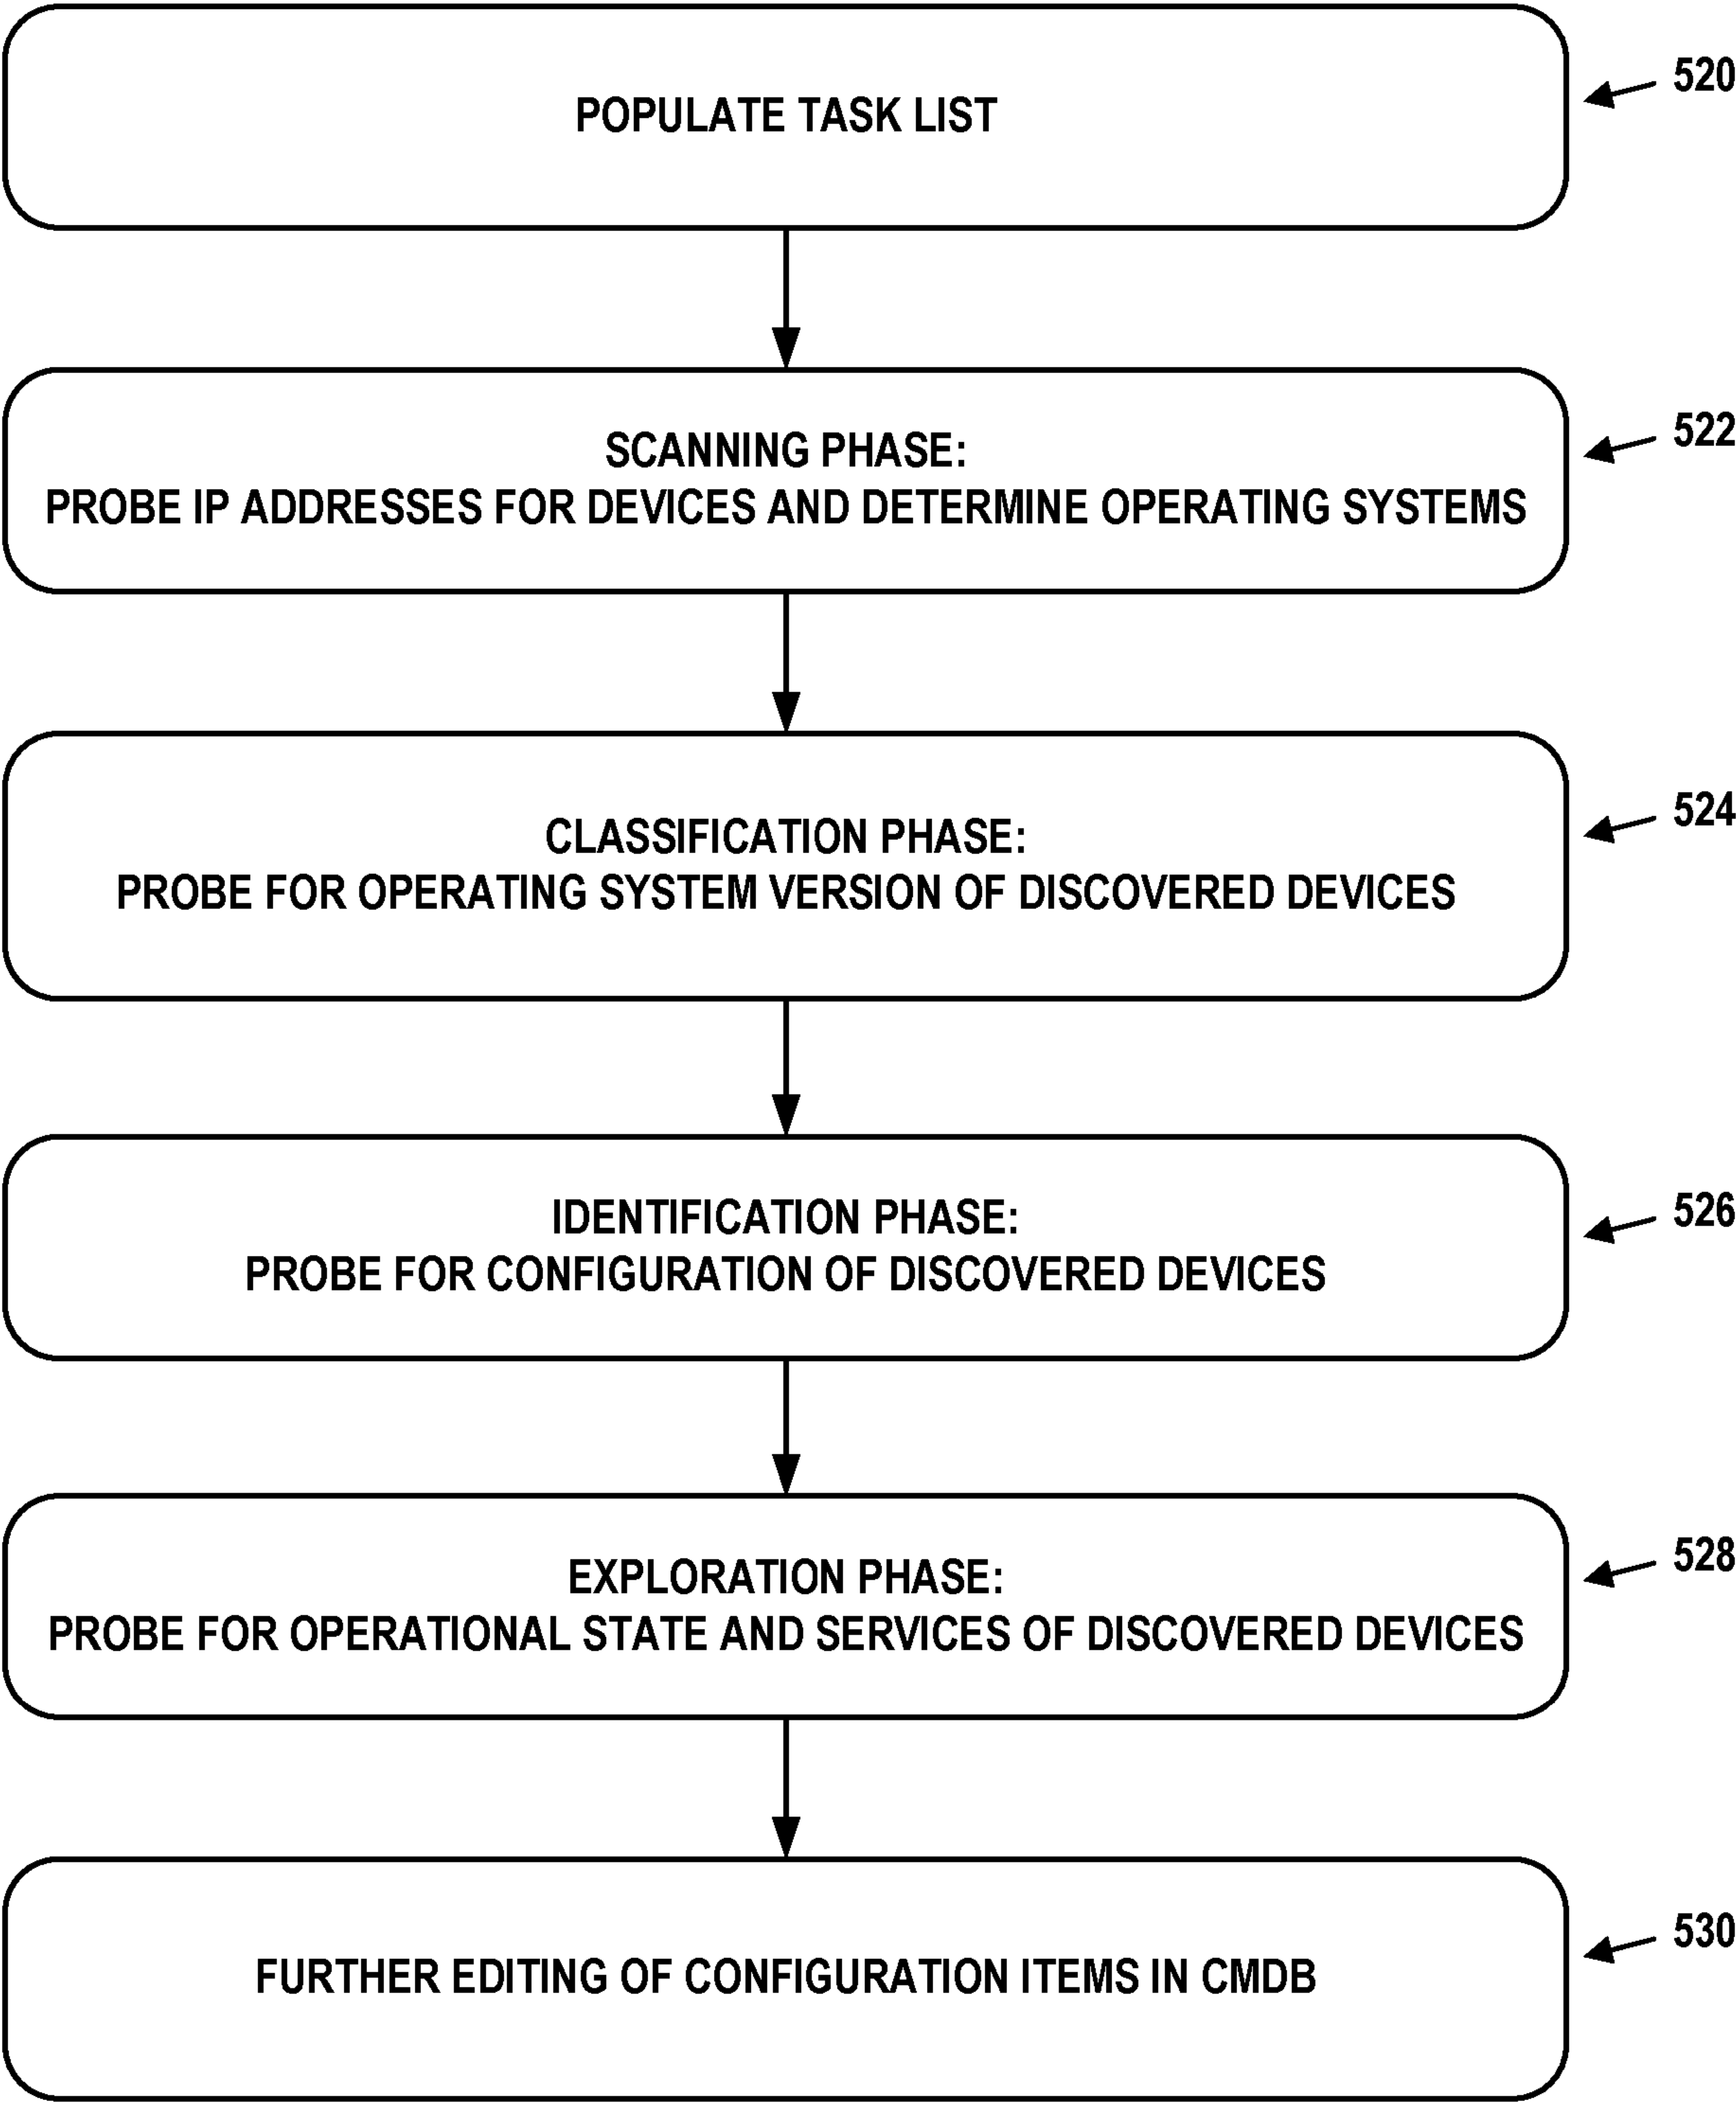 POPULATE TASK LIST
520
SCANNING PHASE:
PROBE IP ADDRESSES FOR DEVICES AND DETERMINE OPERATING SYSTEMS
522
CLASSIFICATION PHASE:
PROBE FOR OPERATING SYSTEM VERSION OF DISCOVERED DEVICES
524
IDENTIFICATION PHASE:
PROBE FOR CONFIGURATION OF DISCOVERED DEVICES
526
EXPLORATION PHASE:
PROBE FOR OPERATIONAL STATE AND SERVICES OF DISCOVERED DEVICES
528
FURTHER EDITING OF CONFIGURATION ITEMS IN CMDB
530